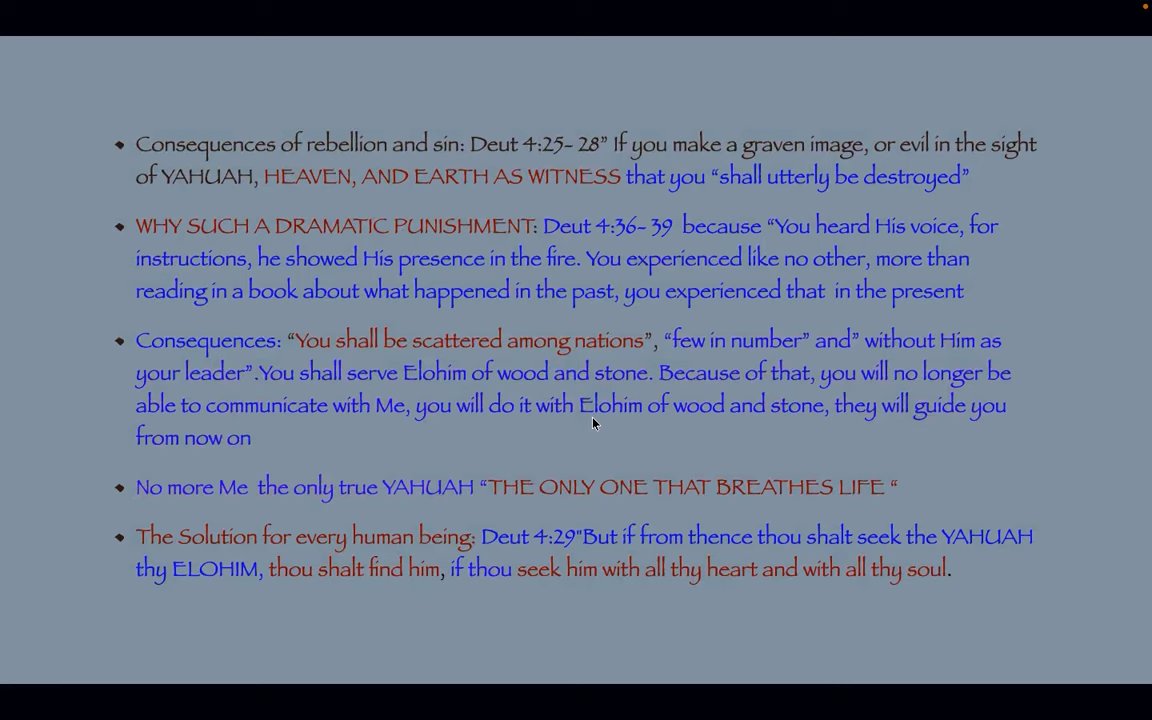 • Consequences of rebellion and sin: Deut 4:25- 28” If you make a graven image, or evil in the sight
of YAHUAH, HEAVEN, AND EARTH AS WITNESS that you “shall utterly be destroyed”
• WHY SUCH A DRAMATIC PUNISHMENT: Deut 4:36- 39 because “You heard His voice, for
instructions, he showed His presence in the fire. You experienced like no other, more than
reading in a book about what happened in the past, you experienced that in the present
• Consequences: “You shall be scattered among nations”, “few in number” and” without Him as
your leader”.You shall serve Elohim of wood and stone. Because of that, you will no longer be
able to communicate with Me, you will do it with Elohim of wood and stone, they will guide you
from now on
• No more Me the only true YAHUAH “THE ONLY ONE THAT BREATHES LIFE “
• The Solution for every human being: Deut 4:29"But if from thence thou shalt seek the YAHUAH
thy ELOHIM, thou shalt find him, if thou seek him with all thy heart and with all thy soul.